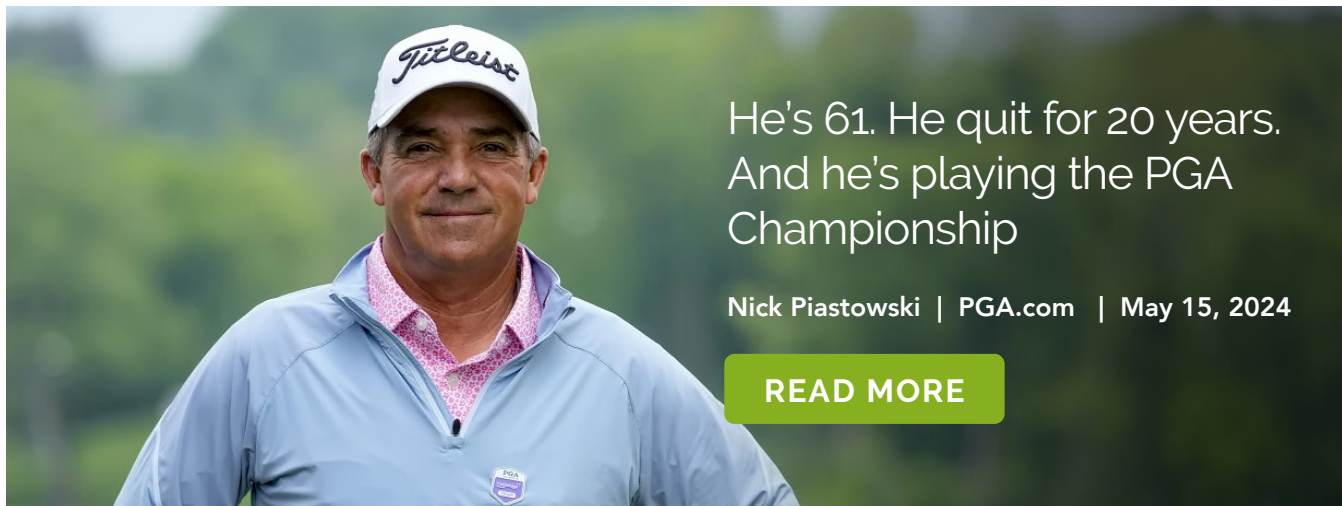 Titleist
He's 61. He quit for 20 years.
And he's playing the PGA
Championship
Nick Piastowski | PGA.com | May 15, 2024
READ MORE
PGA